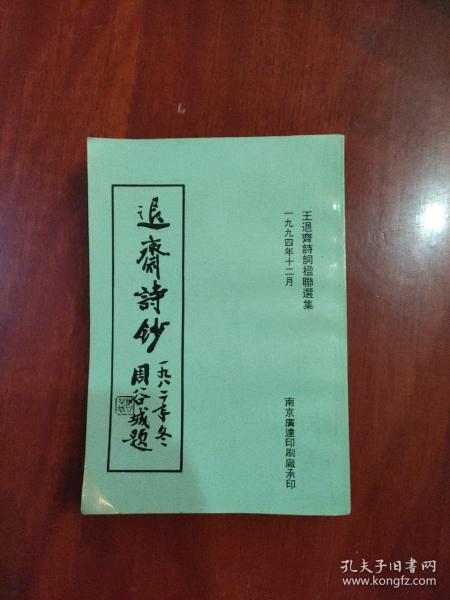 王退齋詩詞楹聯選集
一九九四年十二月
南京廣達印刷廠承印
退齋詩鈔
一九八二年冬
周谷城題
孔夫子旧书网
www.kongfz.com